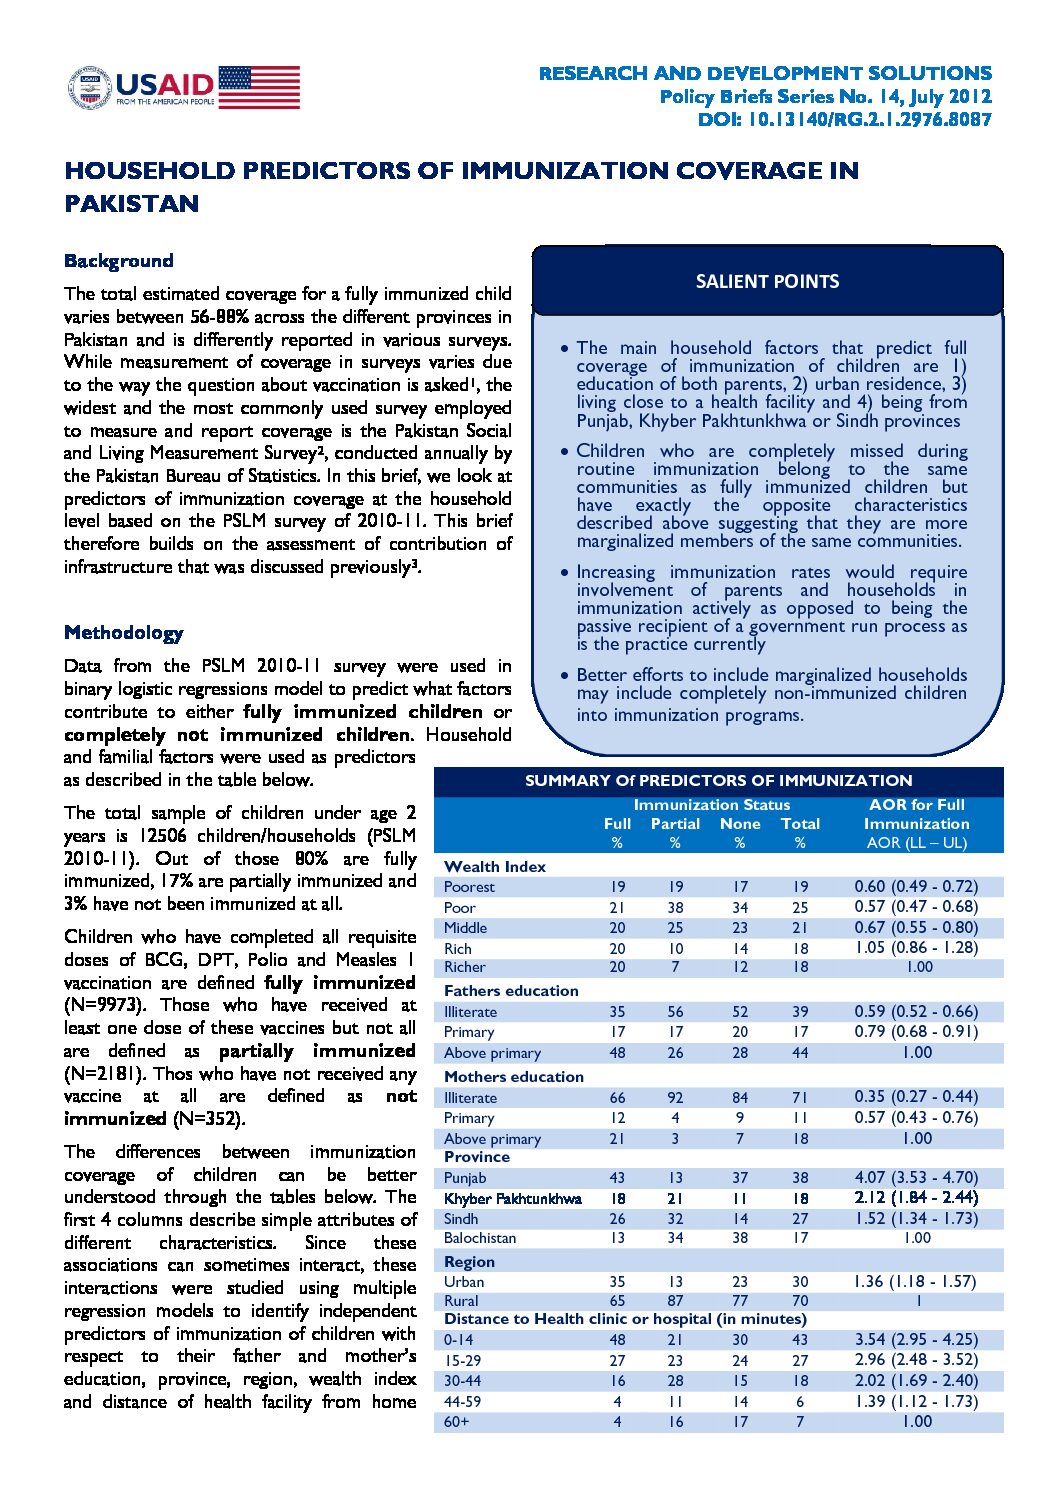 USAID
FROM THE AMERICAN PEOPLE
RESEARCH AND DEVELOPMENT SOLUTIONS
Policy Briefs Series No. 14, July 2012
DOI: 10.13140/RG.2.1.2976.8087
HOUSEHOLD PREDICTORS OF IMMUNIZATION COVERAGE IN
PAKISTAN
Background
The total estimated coverage for a fully immunized child
varies between 56-88% across the different provinces in
Pakistan and is differently reported in various surveys.
While measurement of coverage in surveys varies due
to the way the question about vaccination is asked¹, the
widest and the most commonly used survey employed
to measure and report coverage is the Pakistan Social
and Living Measurement Survey², conducted annually by
the Pakistan Bureau of Statistics. In this brief, we look at
predictors of immunization coverage at the household
level based on the PSLM survey of 2010-11. This brief
therefore builds on the assessment of contribution of
infrastructure that was discussed previously³.
Methodology
Data from the PSLM 2010-11 survey were used in
binary logistic regressions model to predict what factors
contribute to either fully immunized children or
completely not immunized children. Household
and familial factors were used as predictors
as described in the table below.
The total sample of children under age 2
years is 12506 children/households (PSLM
2010-11). Out of those 80% are fully
immunized, 17% are partially immunized and
3% have not been immunized at all.
Children who have completed all requisite
doses of BCG, DPT, Polio and Measles 1
vaccination are defined fully immunized
(N=9973). Those who have received at
least one dose of these vaccines but not all
are defined as partially immunized
(N=2181). Thos who have not received any
vaccine at all are defined as not
immunized (N=352).
The differences between immunization
coverage of children can be better
understood through the tables below. The
first 4 columns describe simple attributes of
different characteristics. Since these
associations can sometimes interact, these
interactions were studied using multiple
regression models to identify independent
predictors of immunization of children with
respect to their father and mother's
education, province, region, wealth index
and distance of health facility from home
SALIENT POINTS
• The main household factors that predict full
coverage of immunization of children are 1)
education of both parents, 2) urban residence, 3)
living close to a health facility and 4) being from
Punjab, Khyber Pakhtunkhwa or Sindh provinces
• Children who are completely missed during
routine immunization belong to the same
communities as fully immunized children but
have exactly the opposite characteristics
described above suggesting that they are more
marginalized members of the same communities.
• Increasing immunization rates would require
involvement of parents and households in
immunization actively as opposed to being the
passive recipient of a government run process as
is the practice currently
• Better efforts to include marginalized households
may include completely non-immunized children
into immunization programs.
SUMMARY Of PREDICTORS OF IMMUNIZATION
Immunization Status AOR for Full
Full Partial None Total Immunization
% % % % AOR (LL – UL)
Wealth Index
Poorest 19 19 17 19 0.60 (0.49 - 0.72)
Poor 21 38 34 25 0.57 (0.47 - 0.68)
Middle 20 25 23 21 0.67 (0.55 - 0.80)
Rich 20 10 14 18 1.05 (0.86 - 1.28)
Richer 20 7 12 18 1.00
Fathers education
Illiterate 35 56 52 39 0.59 (0.52 - 0.66)
Primary 17 17 20 17 0.79 (0.68 - 0.91)
Above primary 48 26 28 44 1.00
Mothers education
Illiterate 66 92 84 71 0.35 (0.27 - 0.44)
Primary 12 4 9 11 0.57 (0.43 - 0.76)
Above primary 21 3 7 18 1.00
Province
Punjab 43 13 37 38 4.07 (3.53 - 4.70)
Khyber Pakhtunkhwa 18 21 11 18 2.12 (1.84 - 2.44)
Sindh 26 32 14 27 1.52 (1.34 - 1.73)
Balochistan 13 34 38 17 1.00
Region
Urban 35 13 23 30 1.36 (1.18 - 1.57)
Rural 65 87 77 70 1
Distance to Health clinic or hospital (in minutes)
0-14 48 21 30 43 3.54 (2.95 - 4.25)
15-29 27 23 24 27 2.96 (2.48 - 3.52)
30-44 16 28 15 18 2.02 (1.69 - 2.40)
44-59 4 11 14 6 1.39 (1.12 - 1.73)
60+ 4 16 17 7 1.00